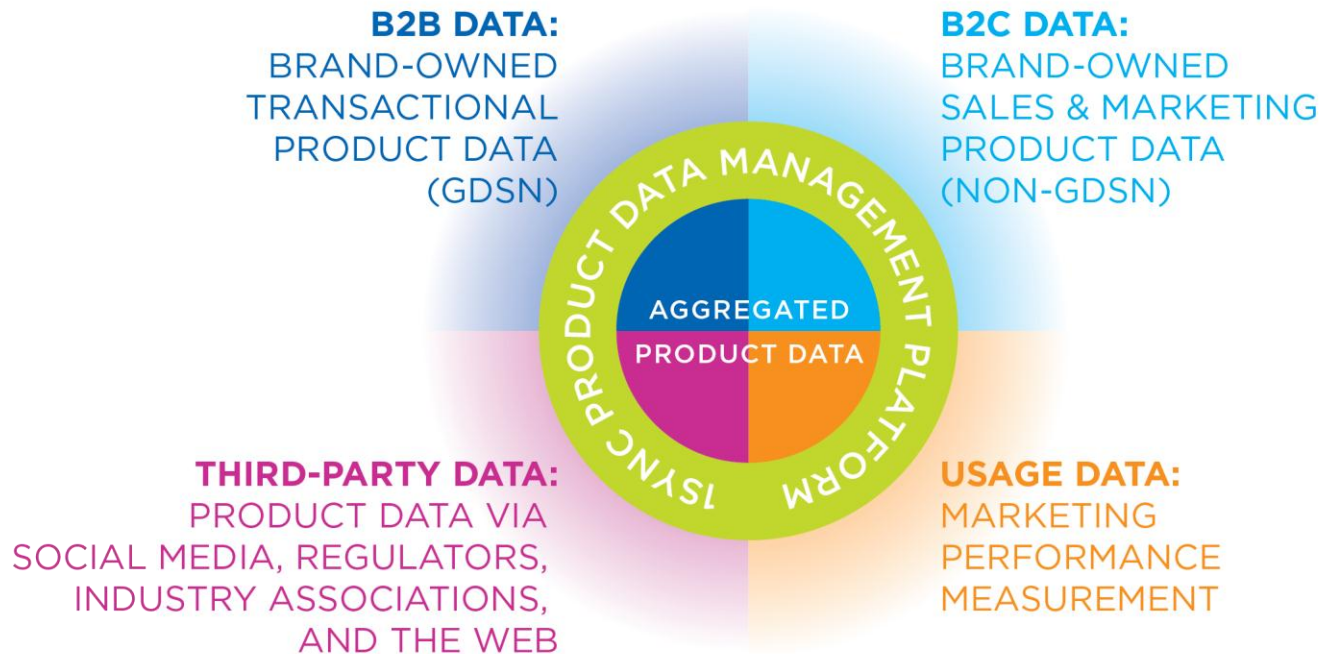 B2B DATA:
BRAND-OWNED
TRANSACTIONAL
PRODUCT DATA
(GDSN)
B2C DATA:
BRAND-OWNED
SALES & MARKETING
PRODUCT DATA
(NON-GDSN)
1SYNC PRODUCT DATA MANAGEMENT PLATFORM
AGGREGATED
PRODUCT DATA
THIRD-PARTY DATA:
PRODUCT DATA VIA
SOCIAL MEDIA, REGULATORS,
INDUSTRY ASSOCIATIONS,
AND THE WEB
USAGE DATA:
MARKETING
PERFORMANCE
MEASUREMENT